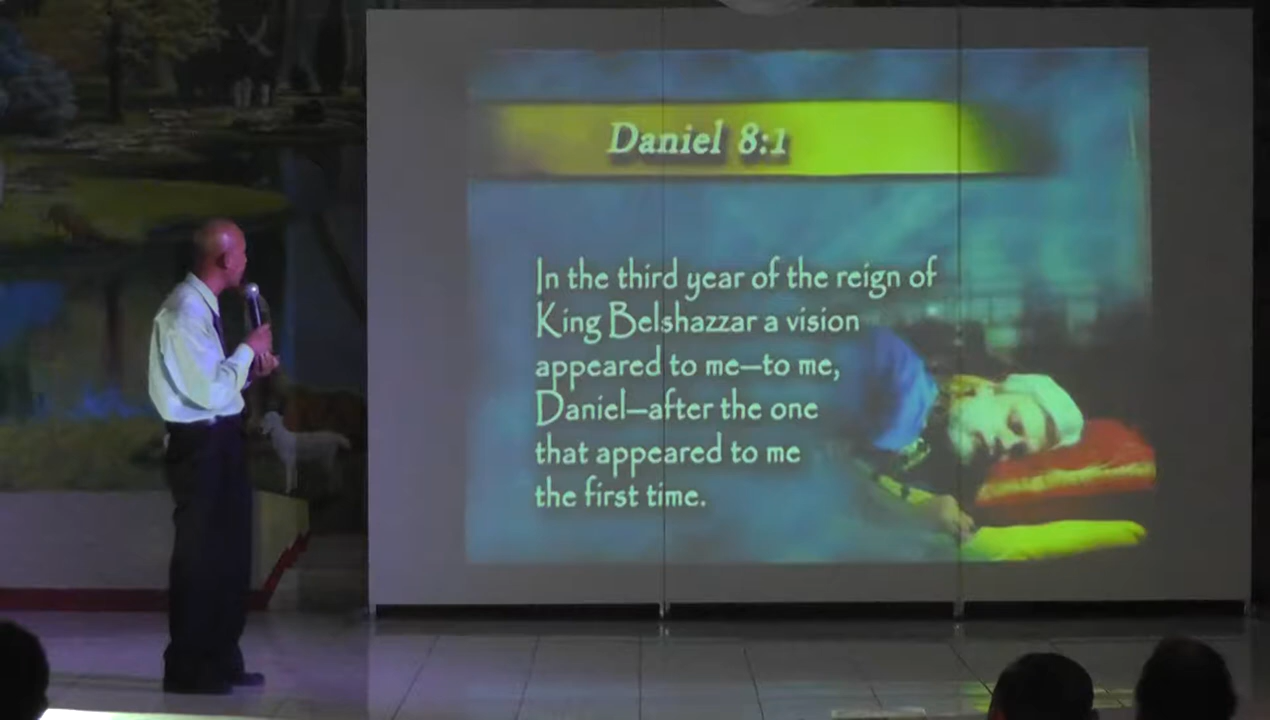 Daniel 8:1
In the third year of the reign of
King Belshazzar a vision
appeared to me—to me,
Daniel—after the one
that appeared to me
the first time.